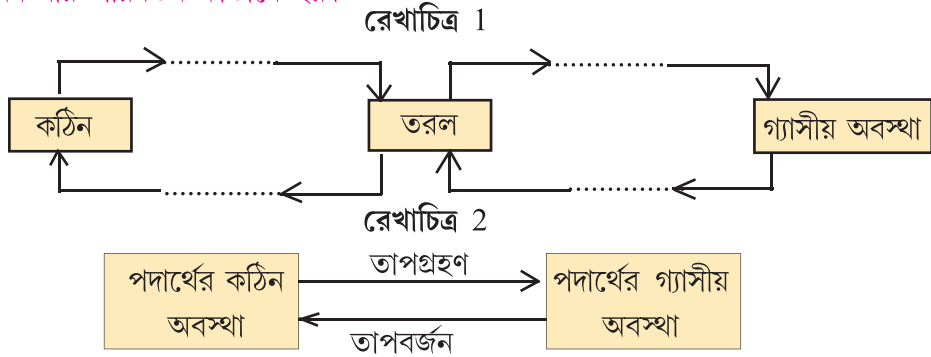 রেখাচিত্র 1
কঠিন
তরল
গ্যাসীয় অবস্থা
রেখাচিত্র 2
পদার্থের কঠিন
অবস্থা
তাপগ্রহণ
তাপবর্জন
পদার্থের গ্যাসীয়
অবস্থা